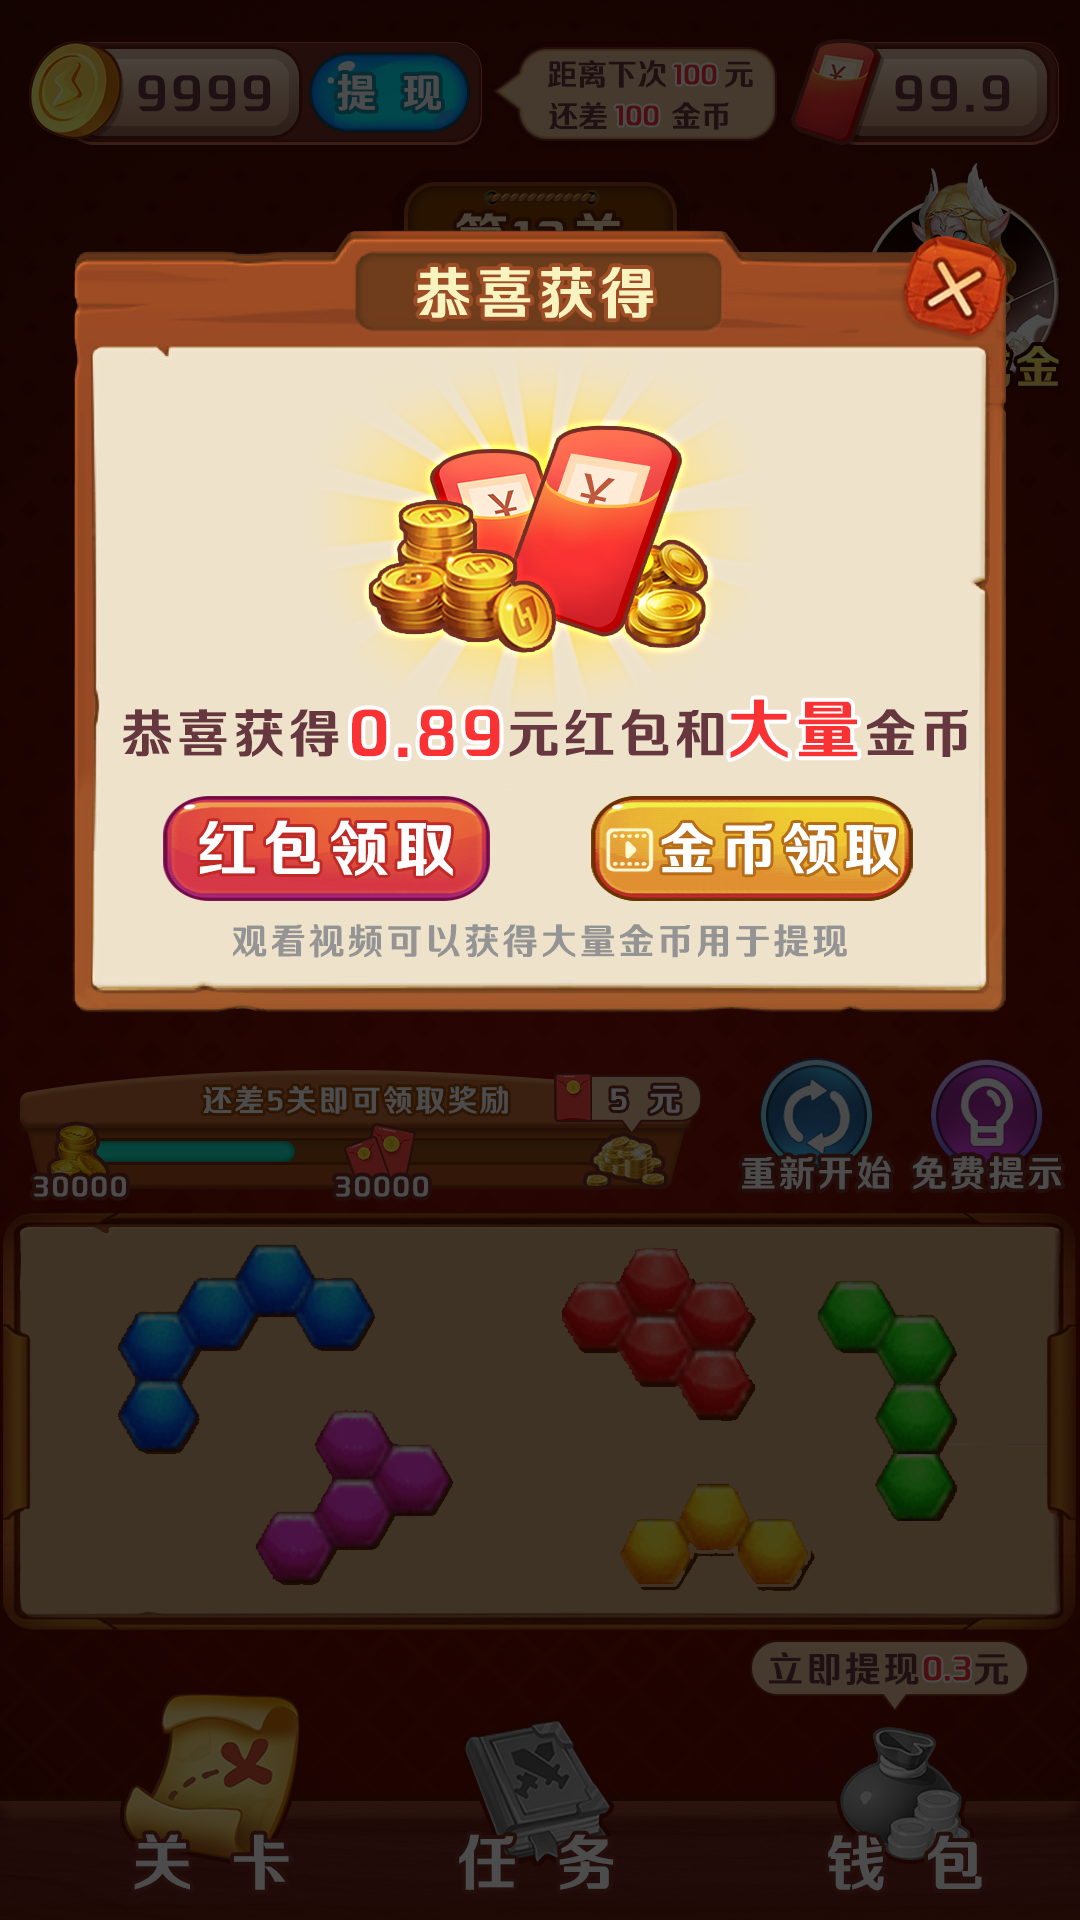 9999
提 现
距离下次100元
还差100 金币
99.9
第12关
金
恭喜获得
恭喜获得0.89元红包和大量金币
红包领取
金币领取
观看视频可以获得大量金币用于提现
还差5关即可领取奖励
5 元
30000
30000
重新开始
免费提示
立即提现0.3元
关 卡
任 务
钱 包